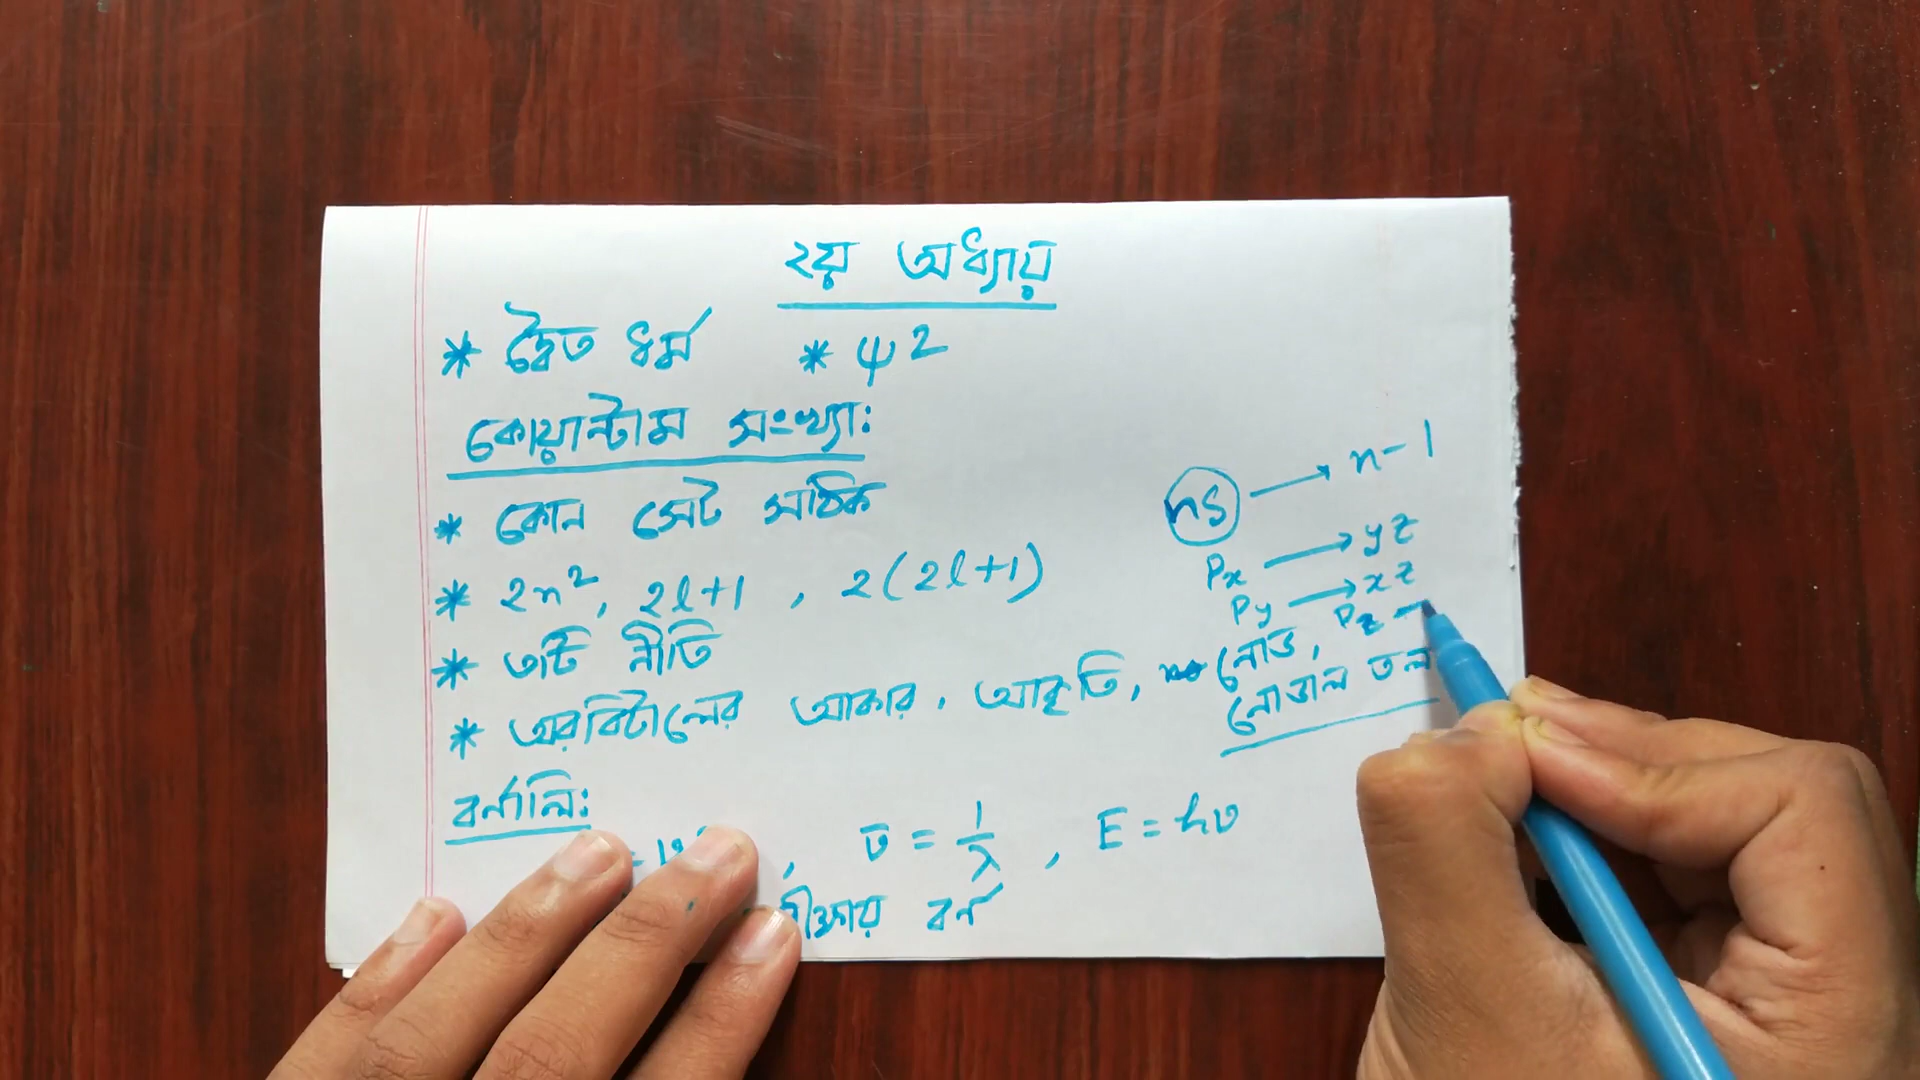 ২য় অধ্যায়
* দ্বৈত ধর্ম * ψ²
কোয়ান্টাম সংখ্যাঃ
* কোন সেট সঠিক
ns → n-1
* 2n², 2l+1, 2(2l+1)
Px → yz
Py → xz
Pz
* ৩টি নীতি
* অরবিটালের আকার, আকৃতি, নোড,
নোডাল তল
বর্ণালিঃ
, ῡ = 1/λ, E = hυ
বর্ণ